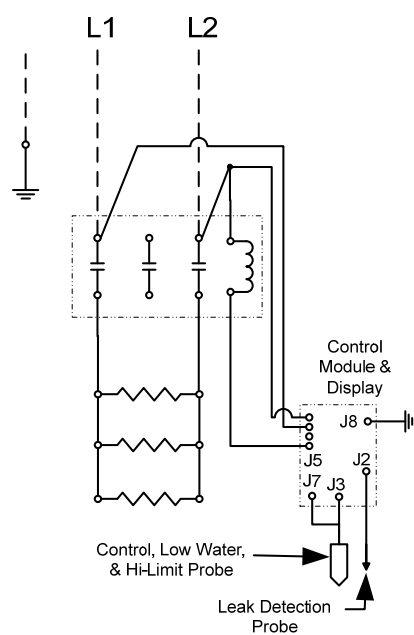 L1
L2
Control
Module &
Display
J8
J5
J2
J7
J3
Control, Low Water,
& Hi-Limit Probe
Leak Detection
Probe